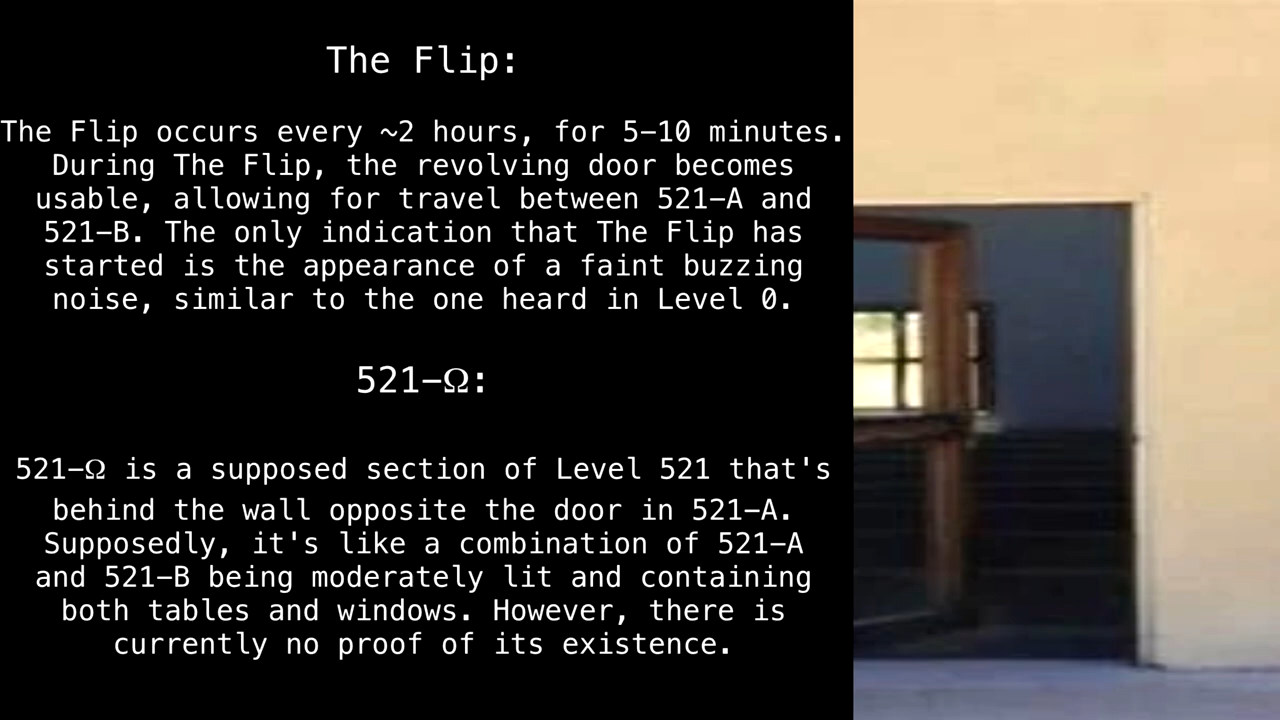 The Flip:
The Flip occurs every ~2 hours, for 5–10 minutes.
During The Flip, the revolving door becomes
usable, allowing for travel between 521–A and
521–B. The only indication that The Flip has
started is the appearance of a faint buzzing
noise, similar to the one heard in Level 0.
521–Ω:
521–Ω is a supposed section of Level 521 that's
behind the wall opposite the door in 521–A.
Supposedly, it's like a combination of 521–A
and 521–B being moderately lit and containing
both tables and windows. However, there is
currently no proof of its existence.